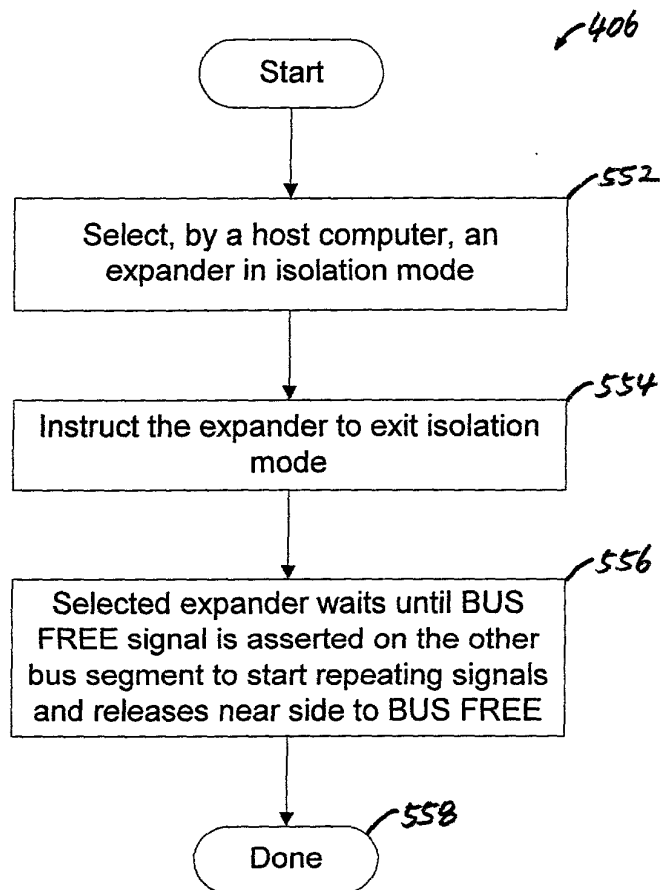 406
Start
552
Select, by a host computer, an
expander in isolation mode
554
Instruct the expander to exit isolation
mode
556
Selected expander waits until BUS
FREE signal is asserted on the other
bus segment to start repeating signals
and releases near side to BUS FREE
558
Done